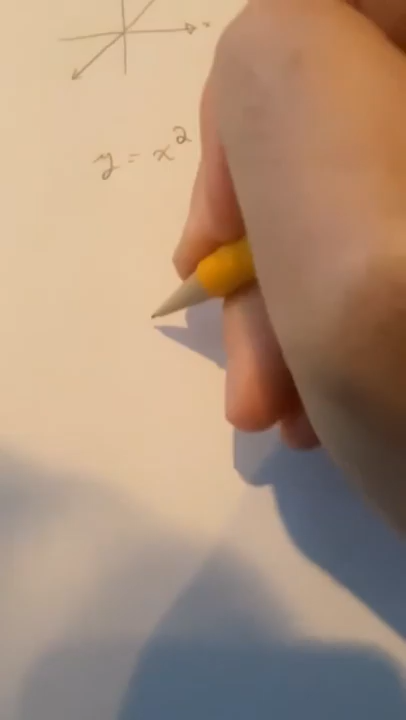 y = x²